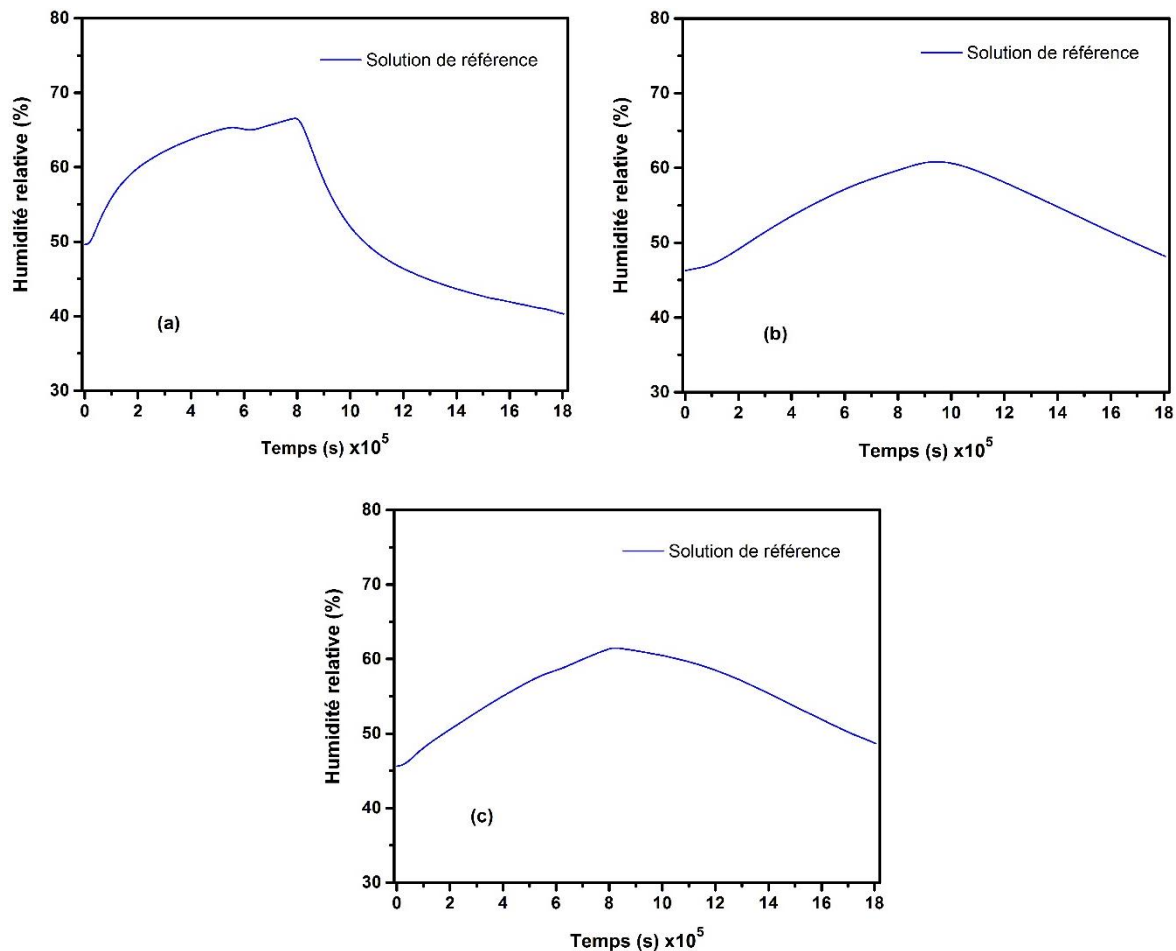 80
70
60
50
40
30
Humidité relative (%)
Solution de référence
(a)
0 2 4 6 8 10 12 14 16 18
Temps (s) x10⁵
80
70
60
50
40
30
Humidité relative (%)
Solution de référence
(b)
0 2 4 6 8 10 12 14 16 18
Temps (s) x10⁵
80
70
60
50
40
30
Humidité relative (%)
Solution de référence
(c)
0 2 4 6 8 10 12 14 16 18
Temps (s) x10⁵